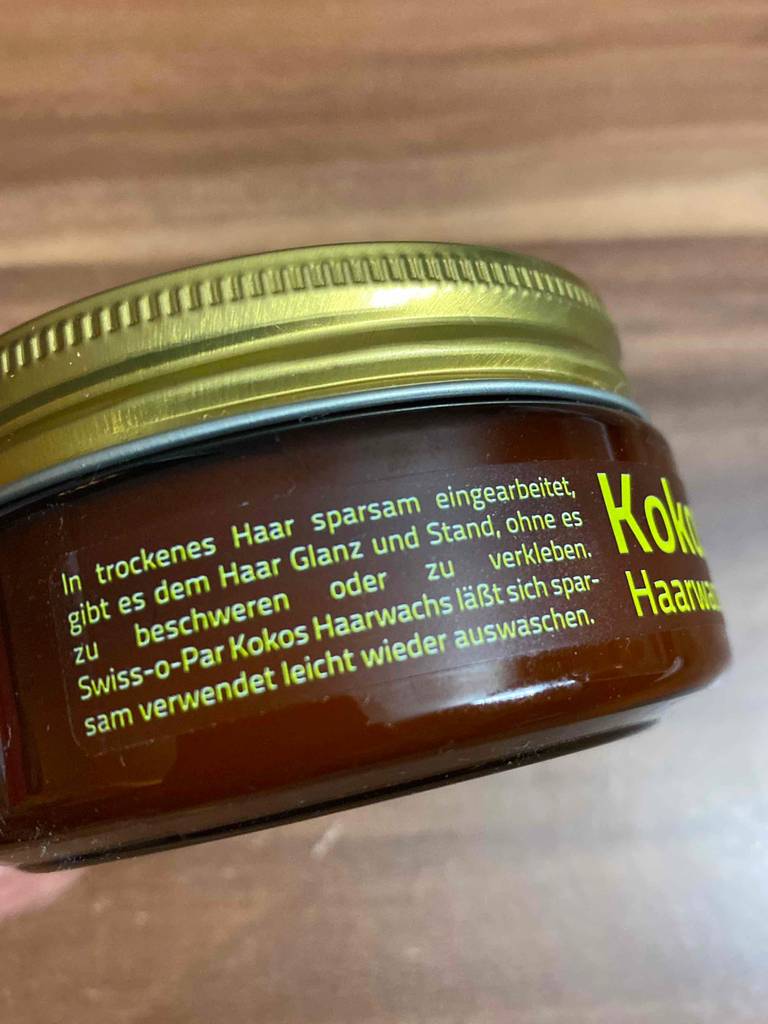 In trockenes Haar sparsam eingearbeitet,
gibt es dem Haar Glanz und Stand, ohne es
zu beschweren oder zu verkleben.
Swiss-o-Par Kokos Haarwachs läßt sich spar-
sam verwendet leicht wieder auswaschen.